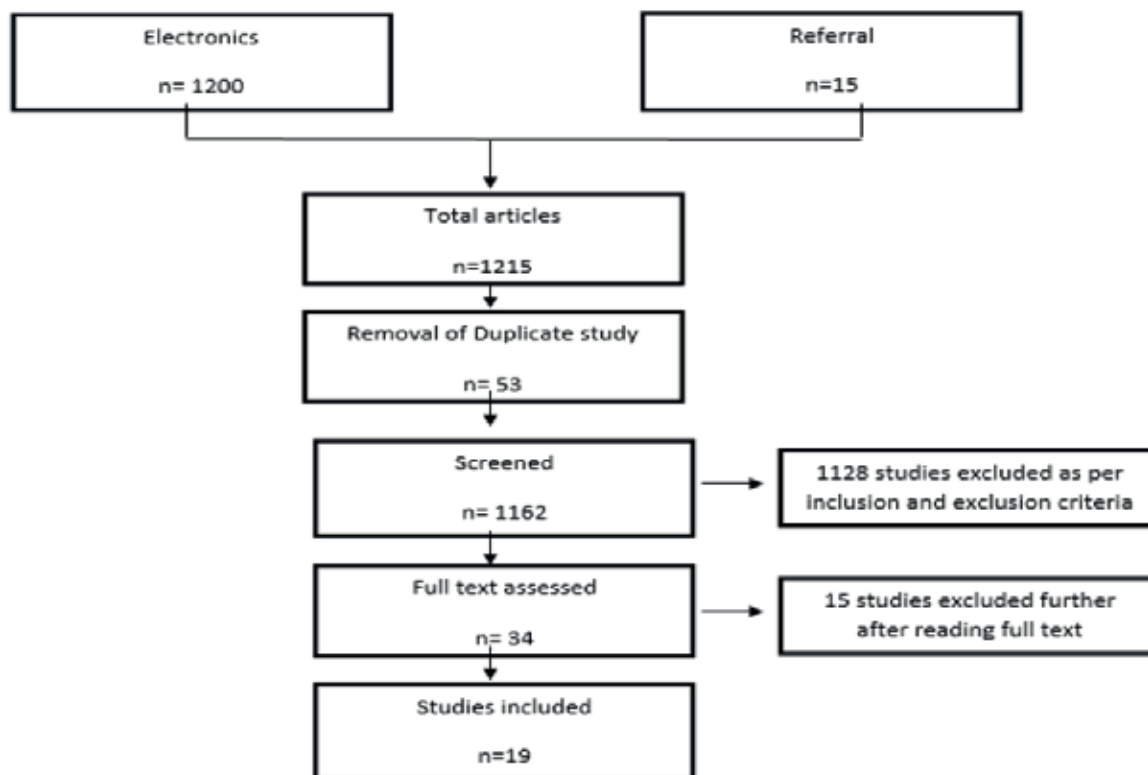 Electronics
n= 1200
Referral
n=15
Total articles
n=1215
Removal of Duplicate study
n= 53
Screened
n= 1162
1128 studies excluded as per
inclusion and exclusion criteria
Full text assessed
n= 34
15 studies excluded further
after reading full text
Studies included
n=19